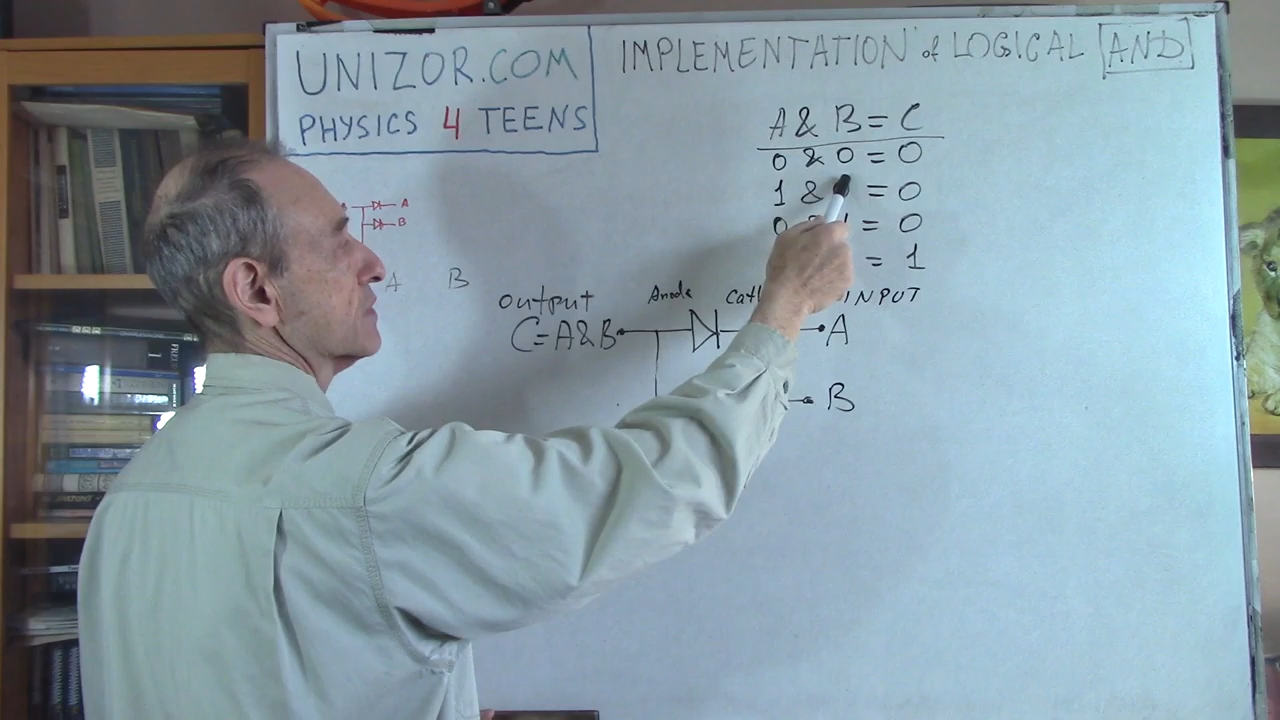 UNIZOR.COM
PHYSICS 4 TEENS
IMPLEMENTATION of LOGICAL AND
A & B = C
0 & 0 = 0
1 & = 0
0 = 0
= 1
A
B
A B
output
C=A&B
Anode
INPUT
A
B